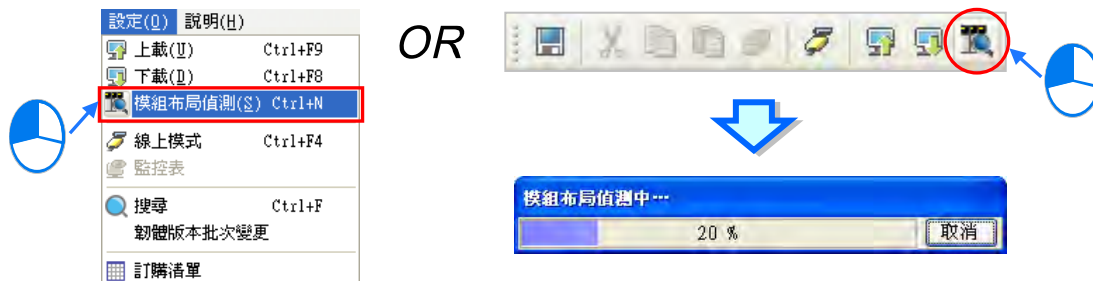 設定(O) 說明(H)
上載(U) Ctrl+F9
下載(D) Ctrl+F8
模組布局偵測(S) Ctrl+N
線上模式 Ctrl+F4
監控表
搜尋 Ctrl+F
韌體版本批次變更
訂購清單
OR
模組布局偵測中…
20 %
取消